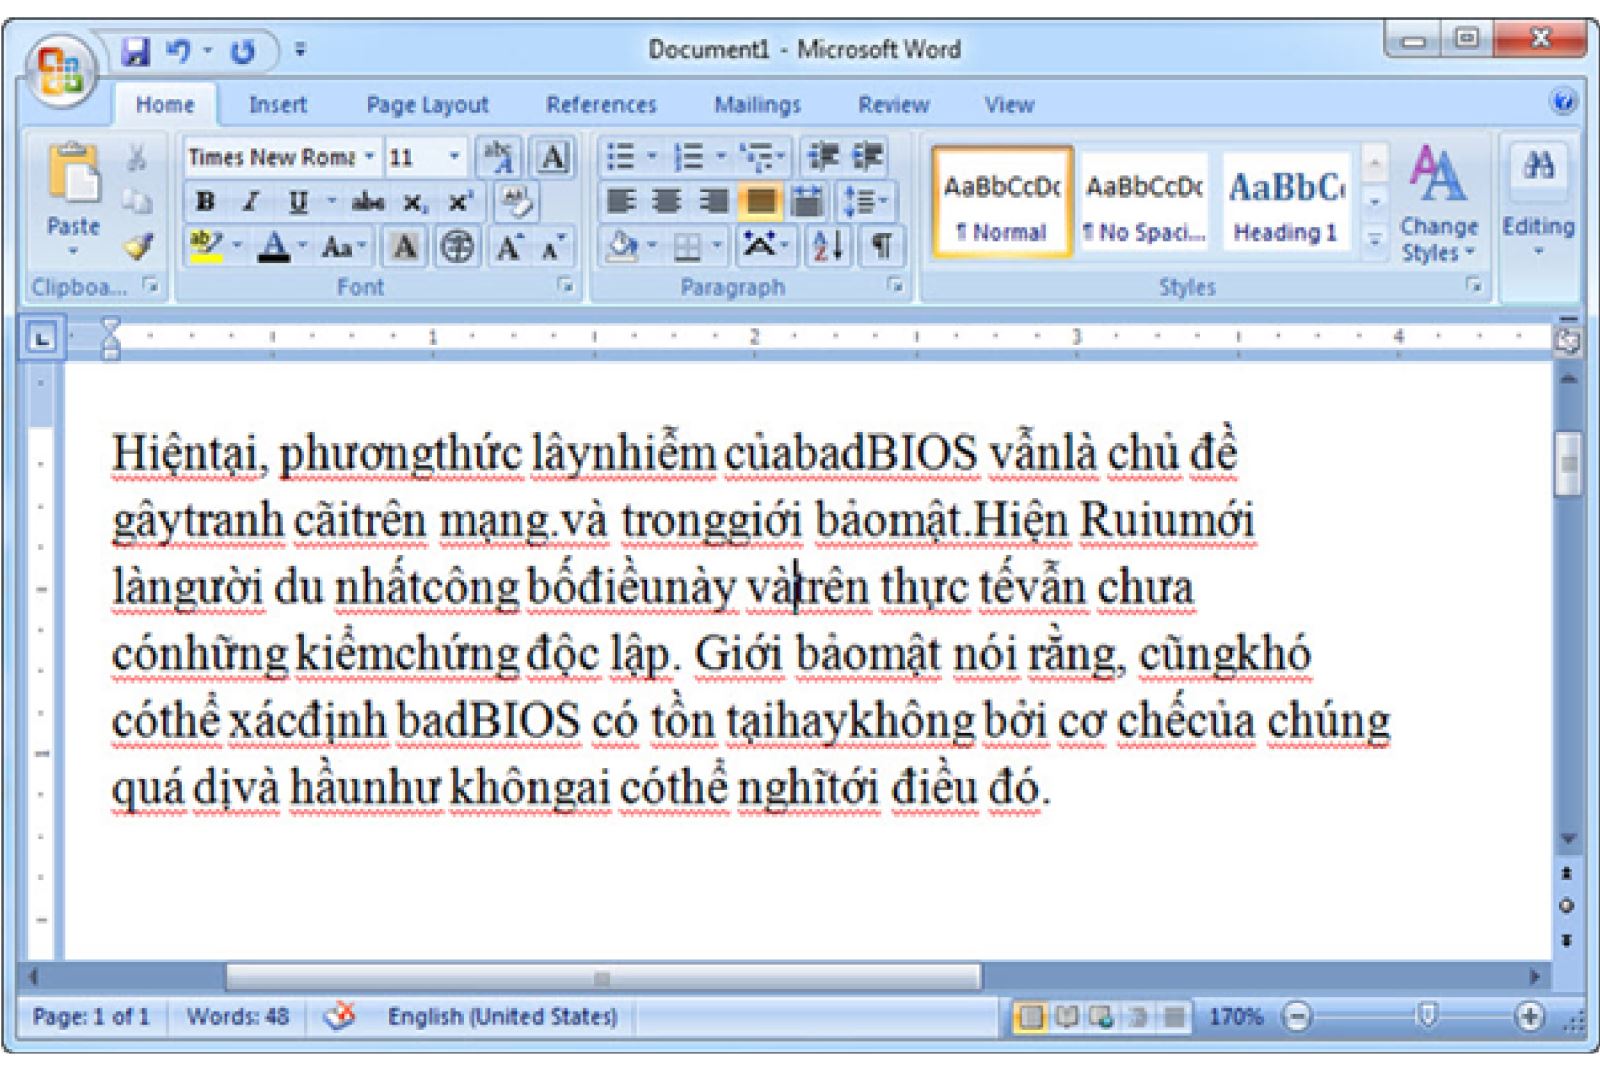 Document1 - Microsoft Word
Home Insert Page Layout References Mailings Review View
Times New Roma 11
AaBbCcDc AaBbCcDc AaBbC
Paste
¶ Normal ¶ No Spaci... Heading 1
Change Styles
Editing
Clipboa... Font Paragraph Styles
1 2 3 4
Hiệntại, phươngthức lâynhiễm củabadBIOS vẫnlà chủ đề
gâytranh cãitrên mạng.và tronggiới bảomật.Hiện Ruiumới
làngười du nhấtcông bốđiềunày vàtrên thực tếvẫn chưa
cónhững kiểmchứng độc lập. Giới bảomật nói rằng, cũngkhó
cóthể xácđịnh badBIOS có tồn tạihaykhông bởi cơ chếcủa chúng
quá dịvà hầunhư khôngai cóthể nghĩtới điều đó.
Page: 1 of 1 Words: 48 English (United States) 170%